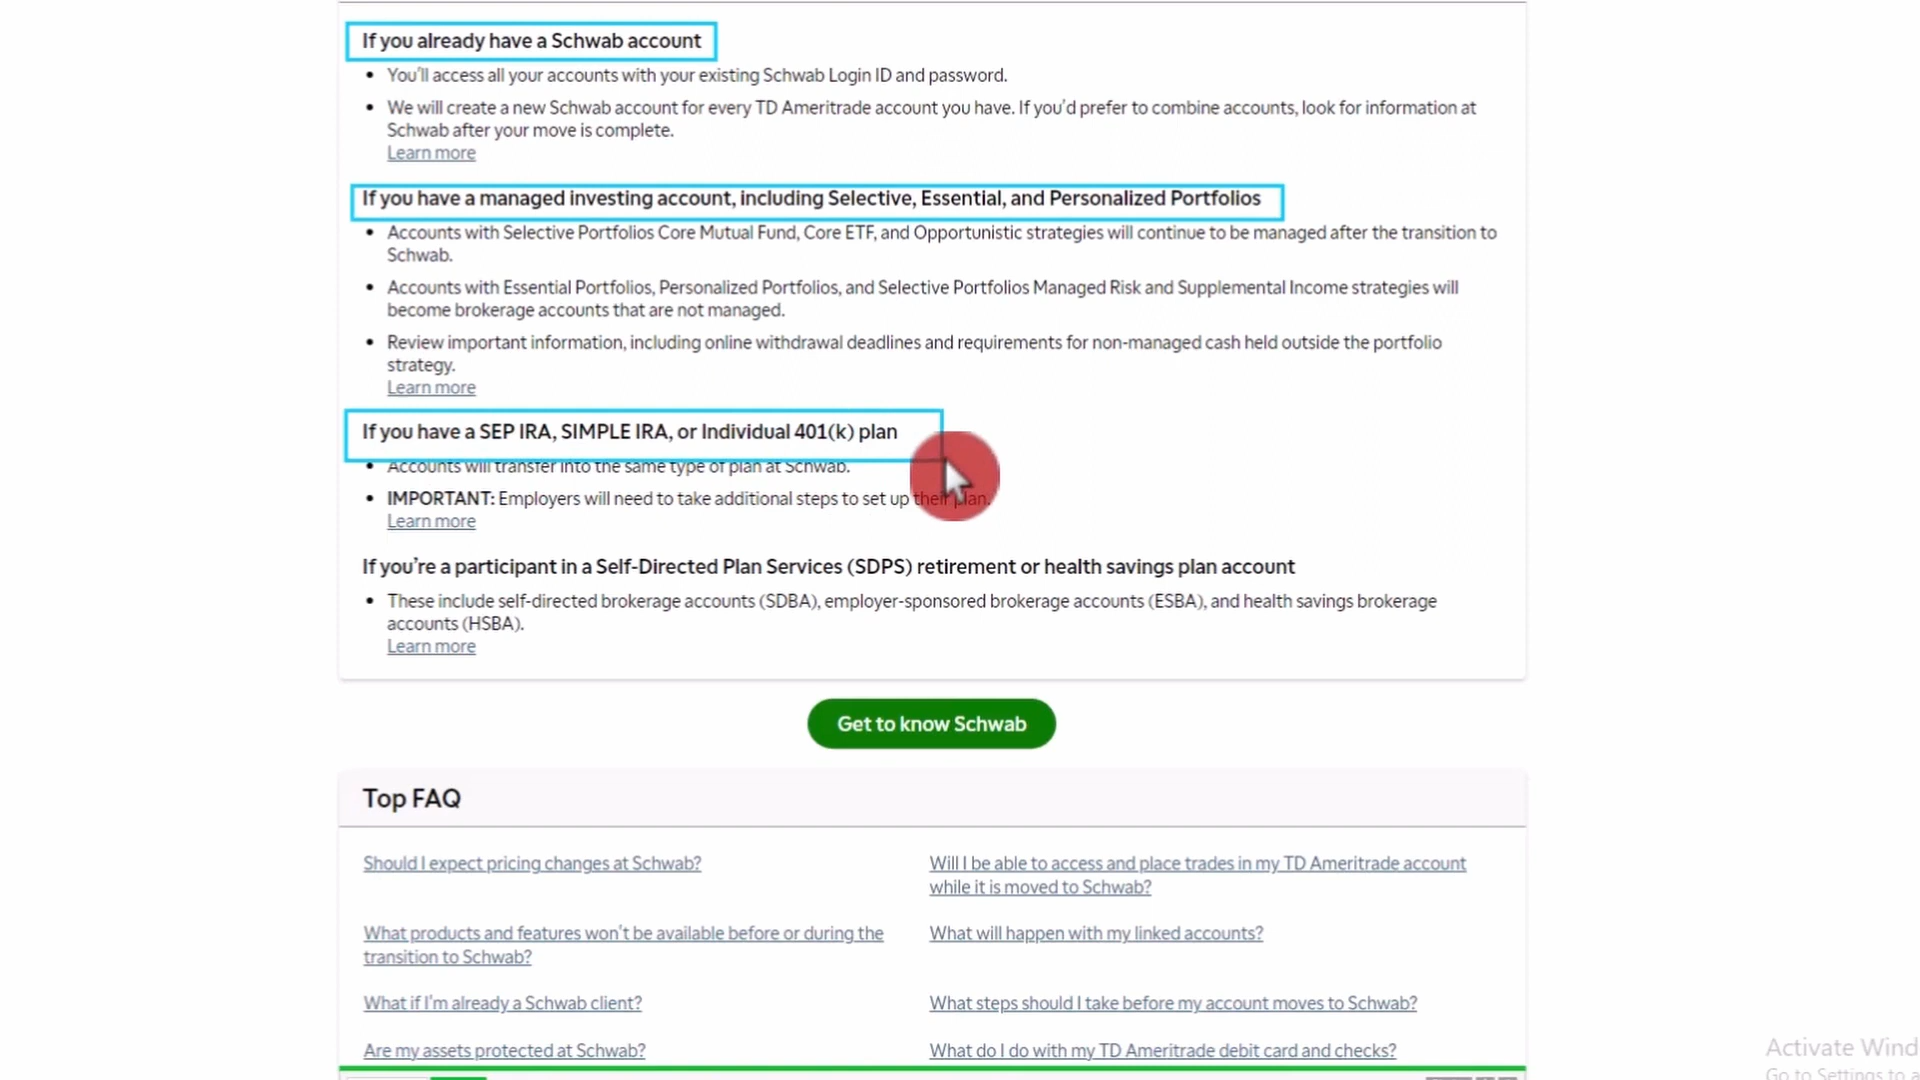 If you already have a Schwab account
You'll access all your accounts with your existing Schwab Login ID and password.
We will create a new Schwab account for every TD Ameritrade account you have. If you'd prefer to combine accounts, look for information at
Schwab after your move is complete.
Learn more
If you have a managed investing account, including Selective, Essential, and Personalized Portfolios
Accounts with Selective Portfolios Core Mutual Fund, Core ETF, and Opportunistic strategies will continue to be managed after the transition to
Schwab.
Accounts with Essential Portfolios, Personalized Portfolios, and Selective Portfolios Managed Risk and Supplemental Income strategies will
become brokerage accounts that are not managed.
Review important information, including online withdrawal deadlines and requirements for non-managed cash held outside the portfolio
strategy.
Learn more
If you have a SEP IRA, SIMPLE IRA, or Individual 401(k) plan
Accounts will transfer into the same type of plan at Schwab.
IMPORTANT: Employers will need to take additional steps to set up their plan.
Learn more
If you're a participant in a Self-Directed Plan Services (SDPS) retirement or health savings plan account
These include self-directed brokerage accounts (SDBA), employer-sponsored brokerage accounts (ESBA), and health savings brokerage
accounts (HSBA).
Learn more
Get to know Schwab
Top FAQ
Should I expect pricing changes at Schwab?
Will I be able to access and place trades in my TD Ameritrade account
while it is moved to Schwab?
What products and features won't be available before or during the
transition to Schwab?
What will happen with my linked accounts?
What if I'm already a Schwab client?
What steps should I take before my account moves to Schwab?
Are my assets protected at Schwab?
What do I do with my TD Ameritrade debit card and checks?
Activate Wind
Go to Settings to a